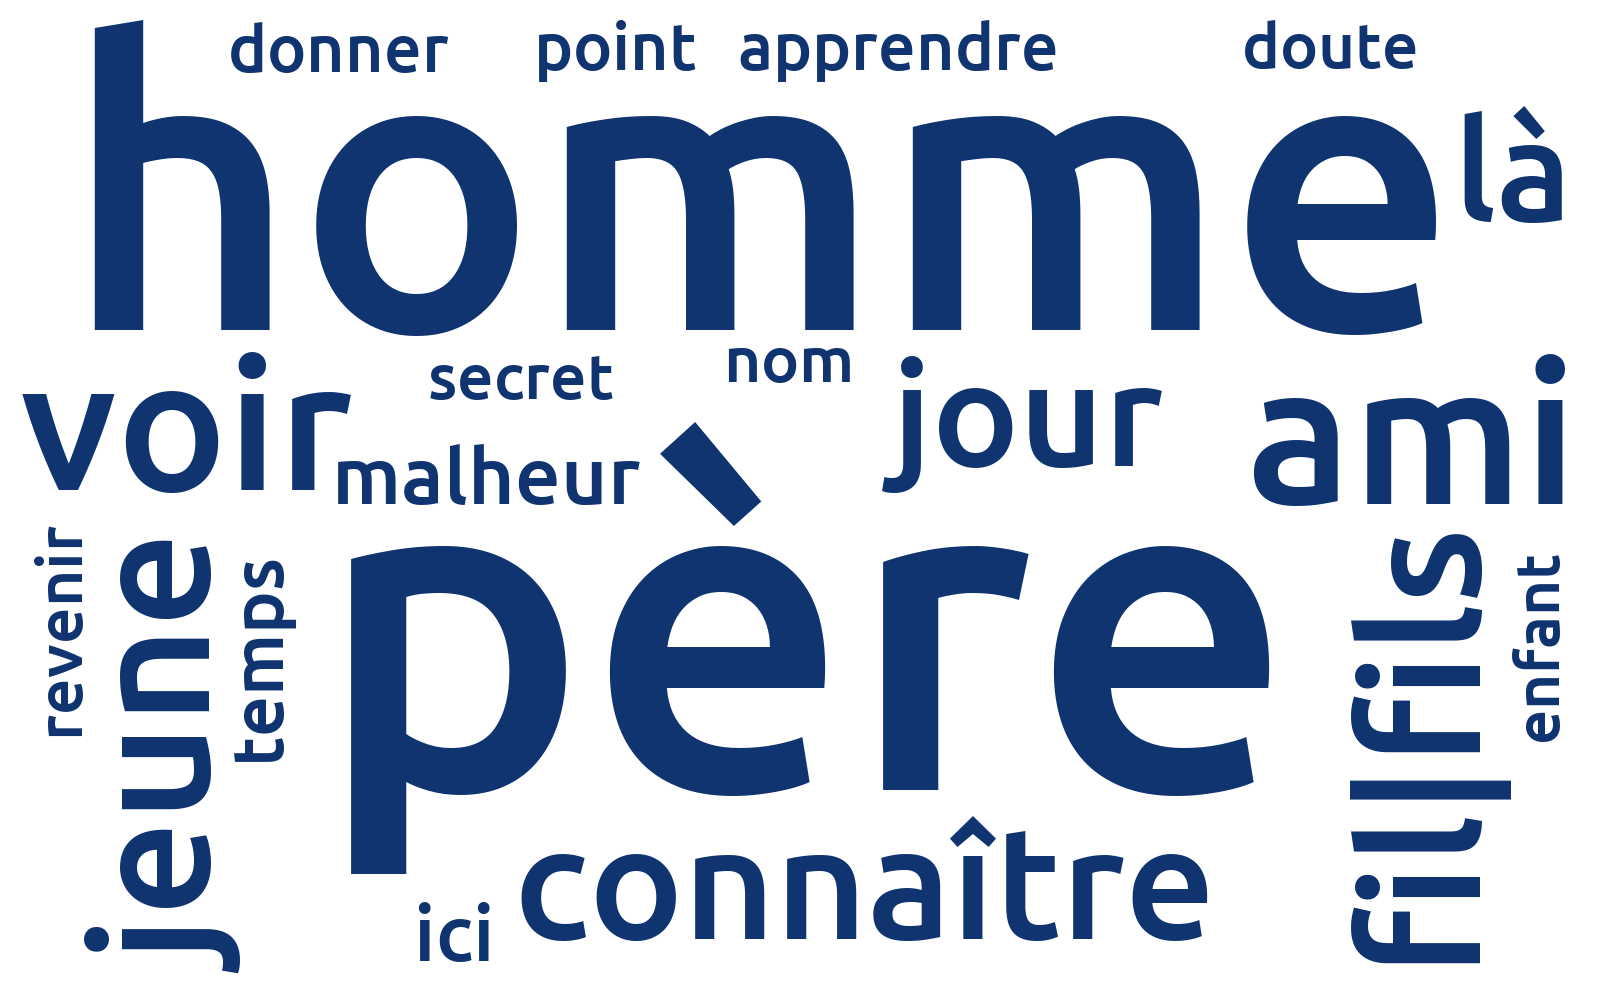 donner point apprendre doute
homme là
voir secret nom jour ami
malheur
père
revenir jeune temps fil|fils enfant
connaître
ici